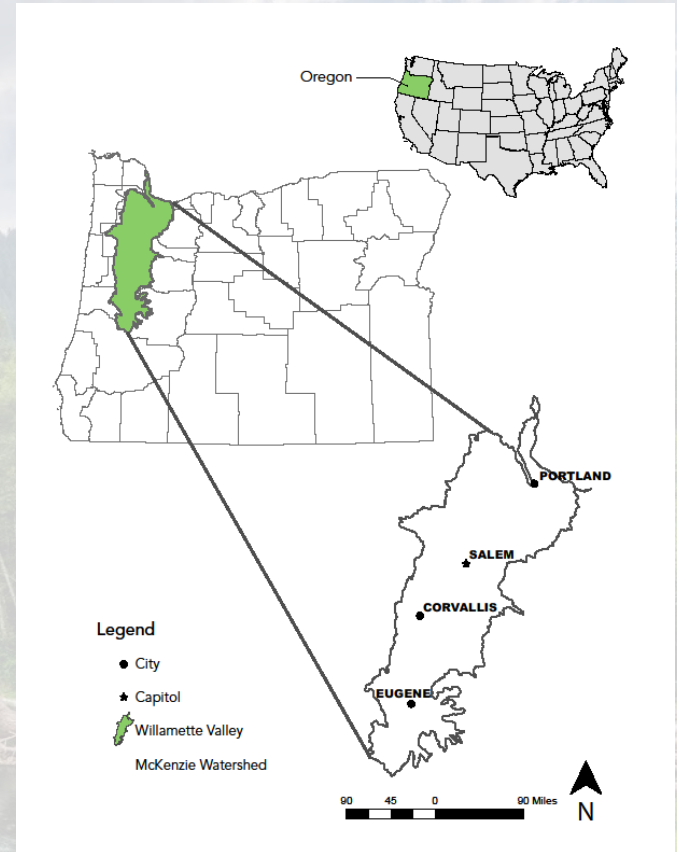 Oregon
PORTLAND
SALEM
CORVALLIS
EUGENE
Legend
City
Capitol
Willamette Valley
McKenzie Watershed
90 45 0 90 Miles
N